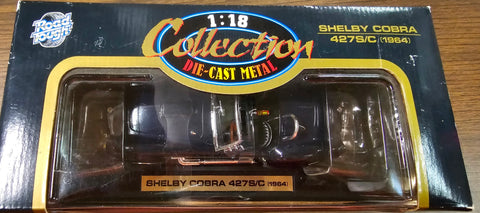 Road
Tough
1:18
Collection
DIE-CAST METAL
SHELBY COBRA
427S/C (1964)
SHELBY COBRA 427S/C (1964)